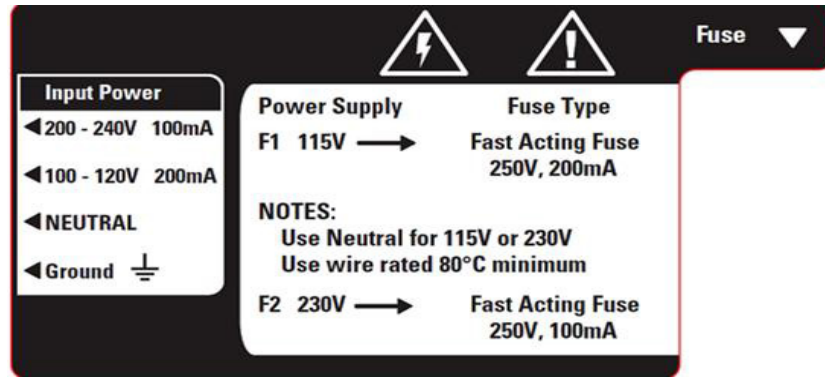 Fuse ▼
Input Power
◀200 - 240V 100mA
◀100 - 120V 200mA
◀NEUTRAL
◀Ground ⏚
Power Supply Fuse Type
F1 115V → Fast Acting Fuse
250V, 200mA
NOTES:
Use Neutral for 115V or 230V
Use wire rated 80°C minimum
F2 230V → Fast Acting Fuse
250V, 100mA